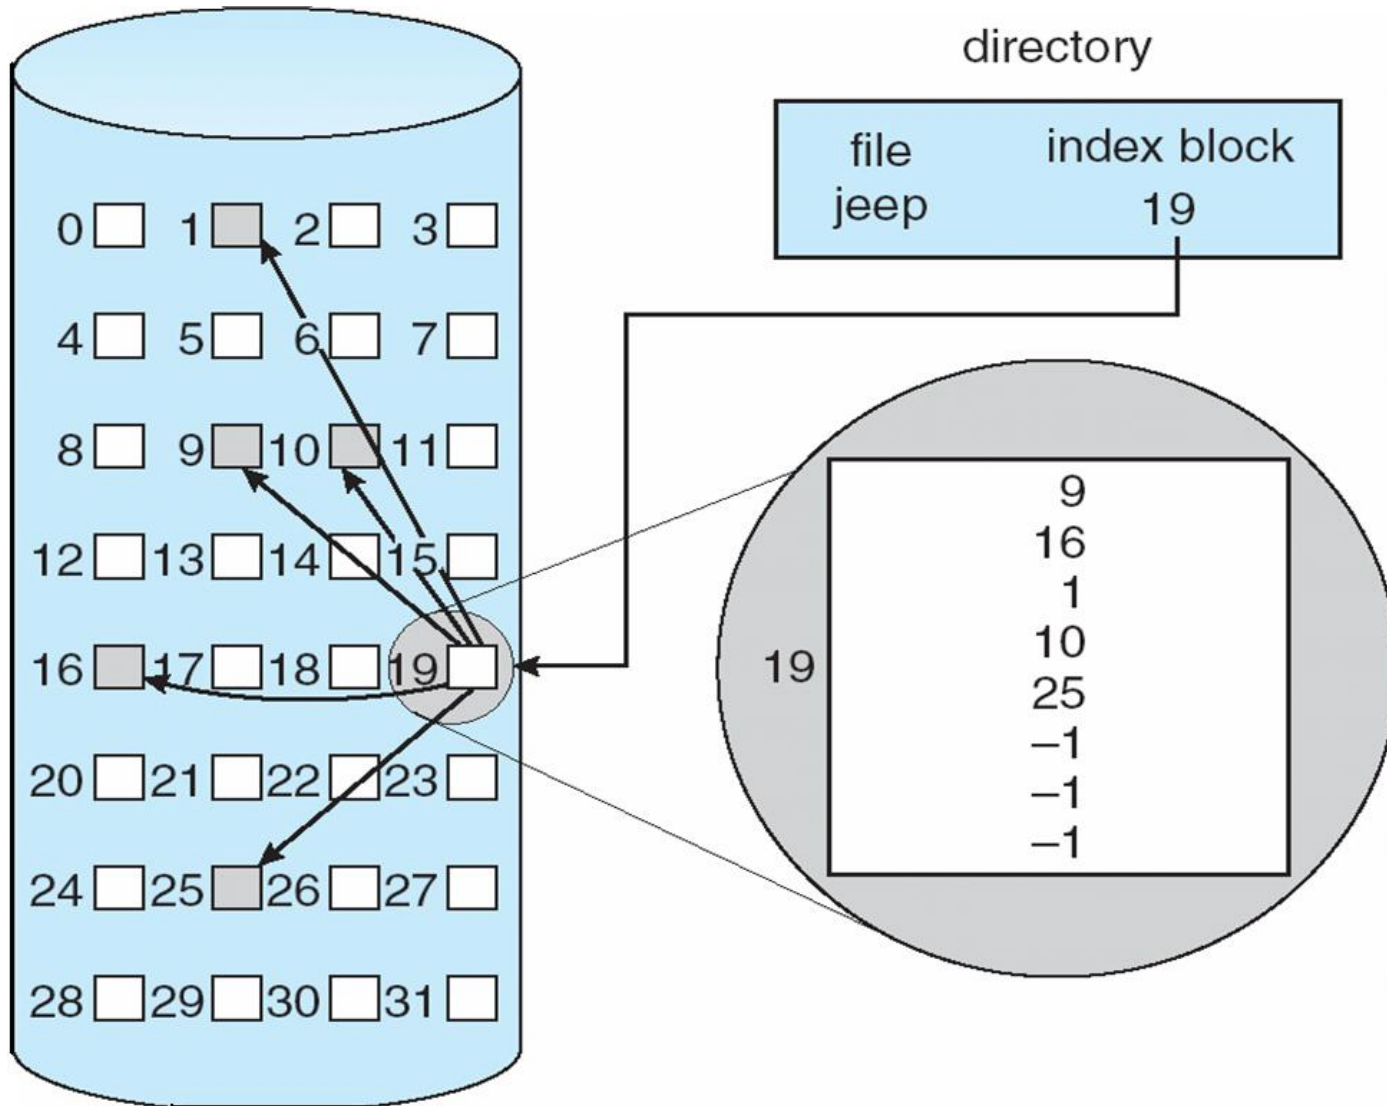 directory
file index block
jeep 19
0 1 2 3
4 5 6 7
8 9 10 11
12 13 14 15
16 17 18 19
20 21 22 23
24 25 26 27
28 29 30 31
19
9
16
1
10
25
–1
–1
–1